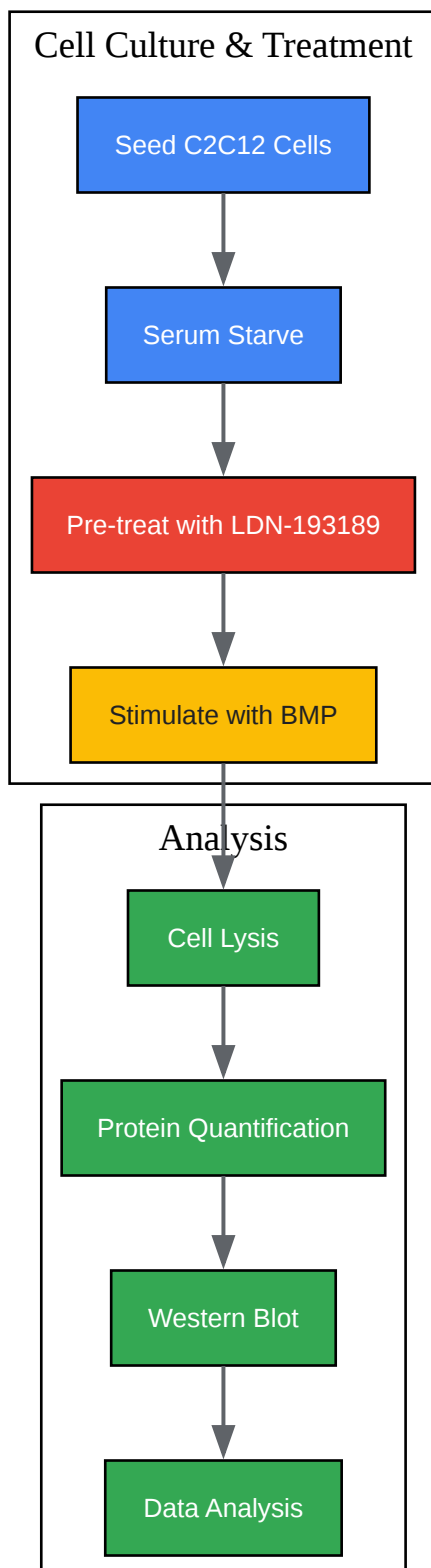 Cell Culture & Treatment
Seed C2C12 Cells
Serum Starve
Pre-treat with LDN-193189
Stimulate with BMP
Analysis
Cell Lysis
Protein Quantification
Western Blot
Data Analysis